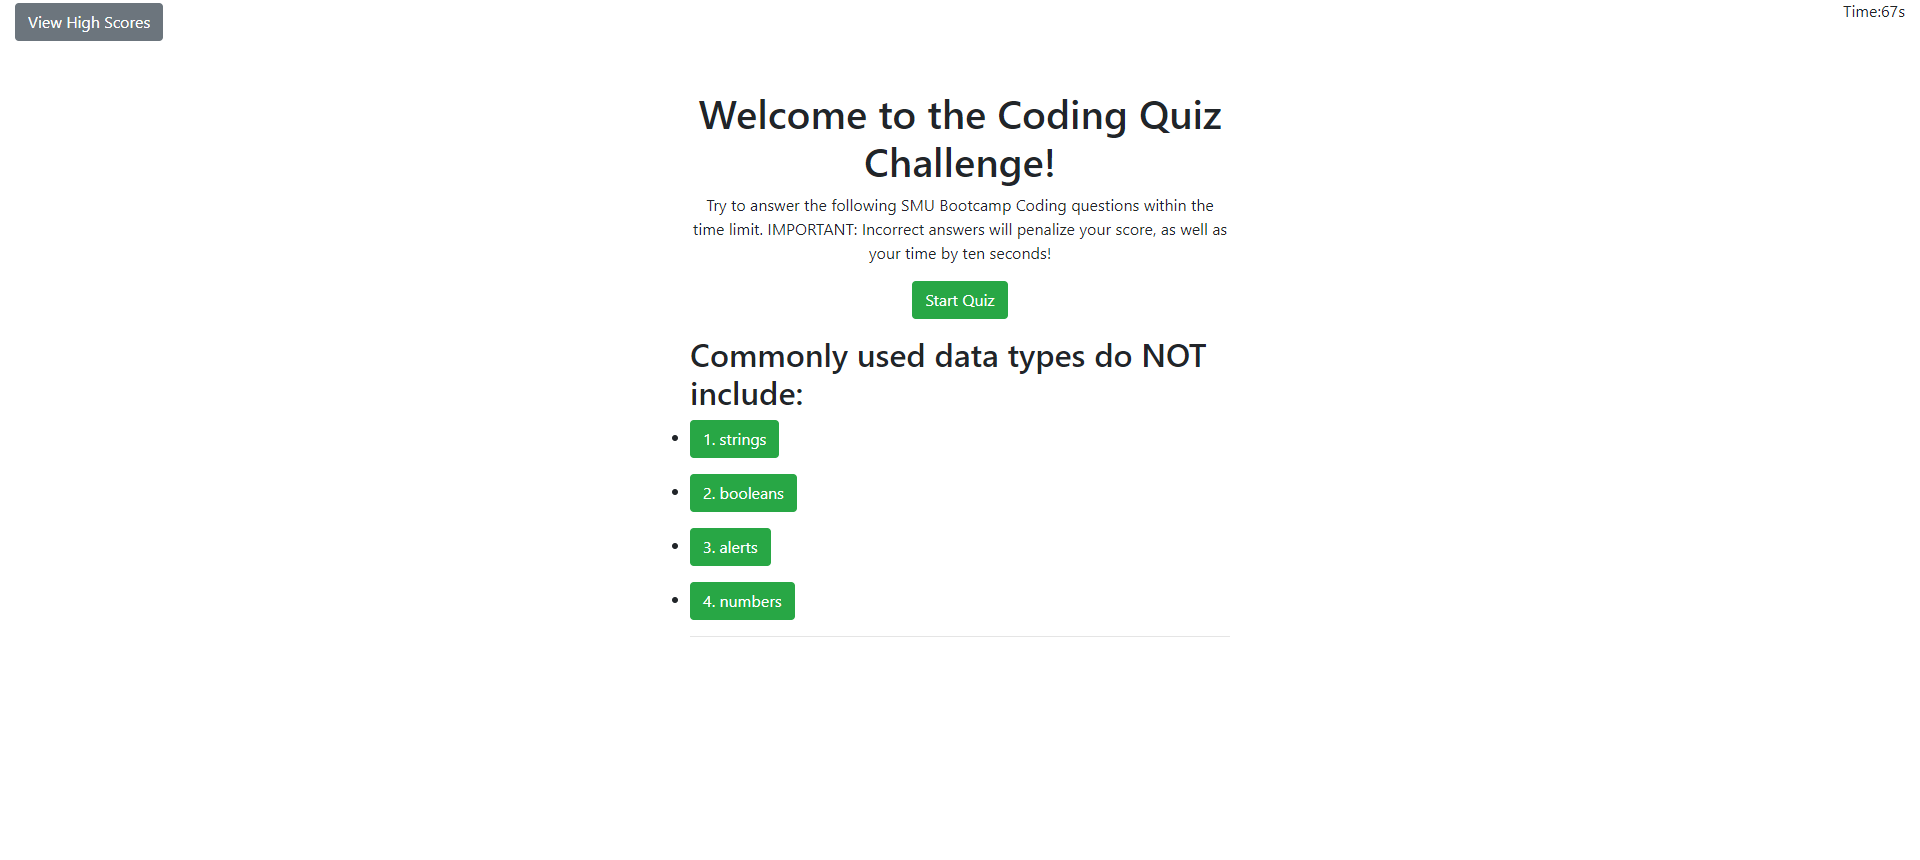 View High Scores
Time:67s
Welcome to the Coding Quiz
Challenge!
Try to answer the following SMU Bootcamp Coding questions within the
time limit. IMPORTANT: Incorrect answers will penalize your score, as well as
your time by ten seconds!
Start Quiz
Commonly used data types do NOT
include:
1. strings
2. booleans
3. alerts
4. numbers